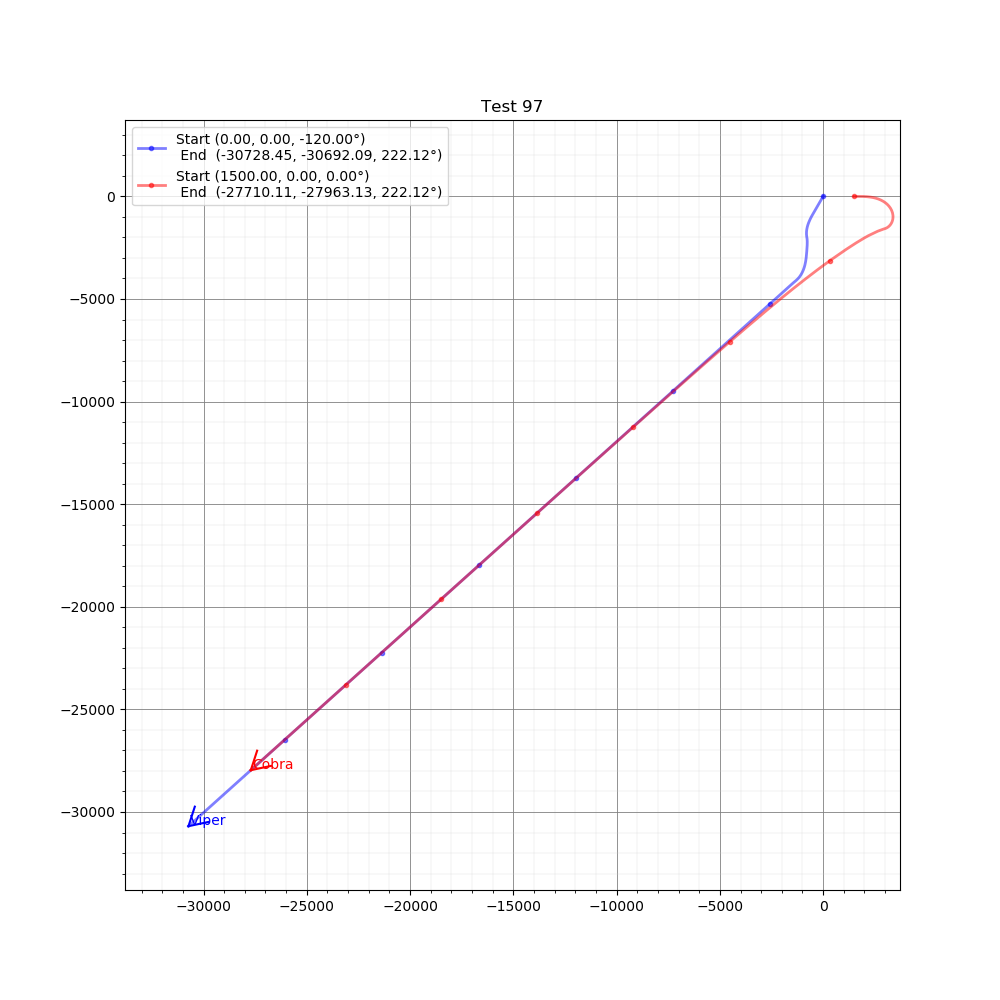 Test 97
Start (0.00, 0.00, -120.00°)
End (-30728.45, -30692.09, 222.12°)
Start (1500.00, 0.00, 0.00°)
End (-27710.11, -27963.13, 222.12°)
0
−5000
−10000
−15000
−20000
−25000
−30000
Cobra
Viper
−30000 −25000 −20000 −15000 −10000 −5000 0